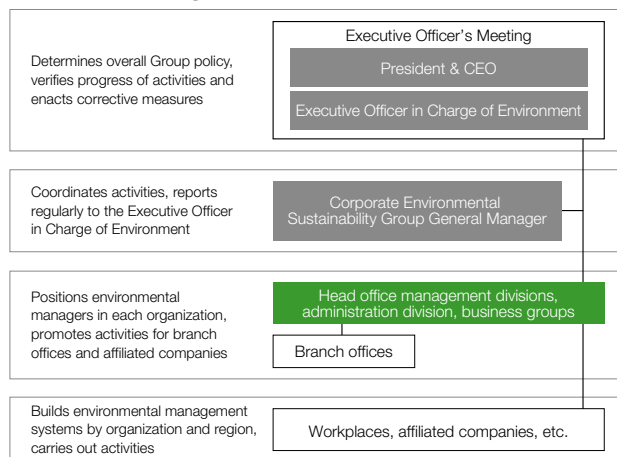 Determines overall Group policy,
verifies progress of activities and
enacts corrective measures
Executive Officer's Meeting
President & CEO
Executive Officer in Charge of Environment
Coordinates activities, reports
regularly to the Executive Officer
in Charge of Environment
Corporate Environmental
Sustainability Group General Manager
Positions environmental
managers in each organization,
promotes activities for branch
offices and affiliated companies
Head office management divisions,
administration division, business groups
Branch offices
Builds environmental management
systems by organization and region,
carries out activities
Workplaces, affiliated companies, etc.